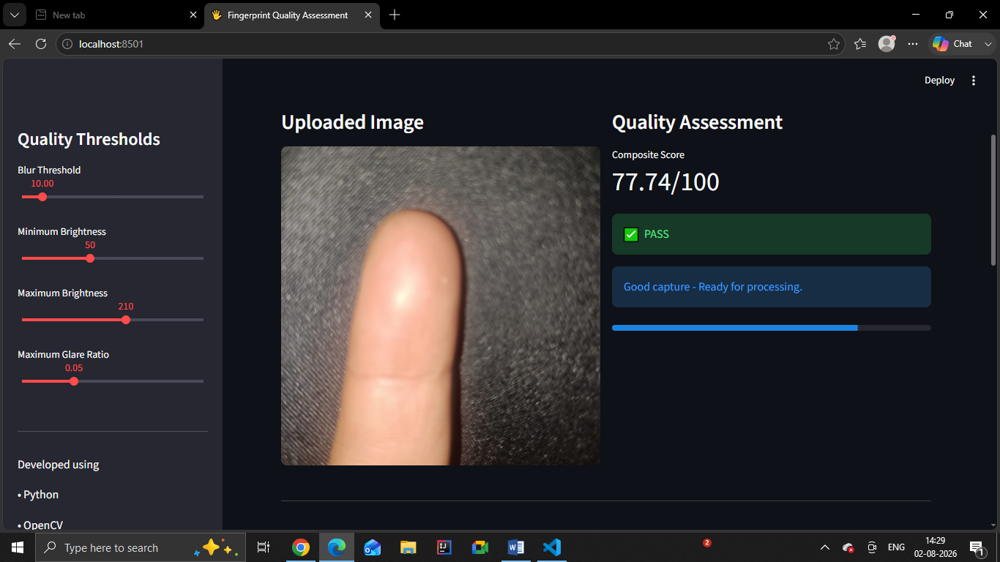 New tab
Fingerprint Quality Assessment
localhost:8501
Chat
Deploy
Quality Thresholds
Blur Threshold
10.00
Minimum Brightness
50
Maximum Brightness
210
Maximum Glare Ratio
0.05
Developed using
• Python
• OpenCV
Uploaded Image
Quality Assessment
Composite Score
77.74/100
PASS
Good capture - Ready for processing.
Type here to search
2
ENG
14:29
02-08-2026
1